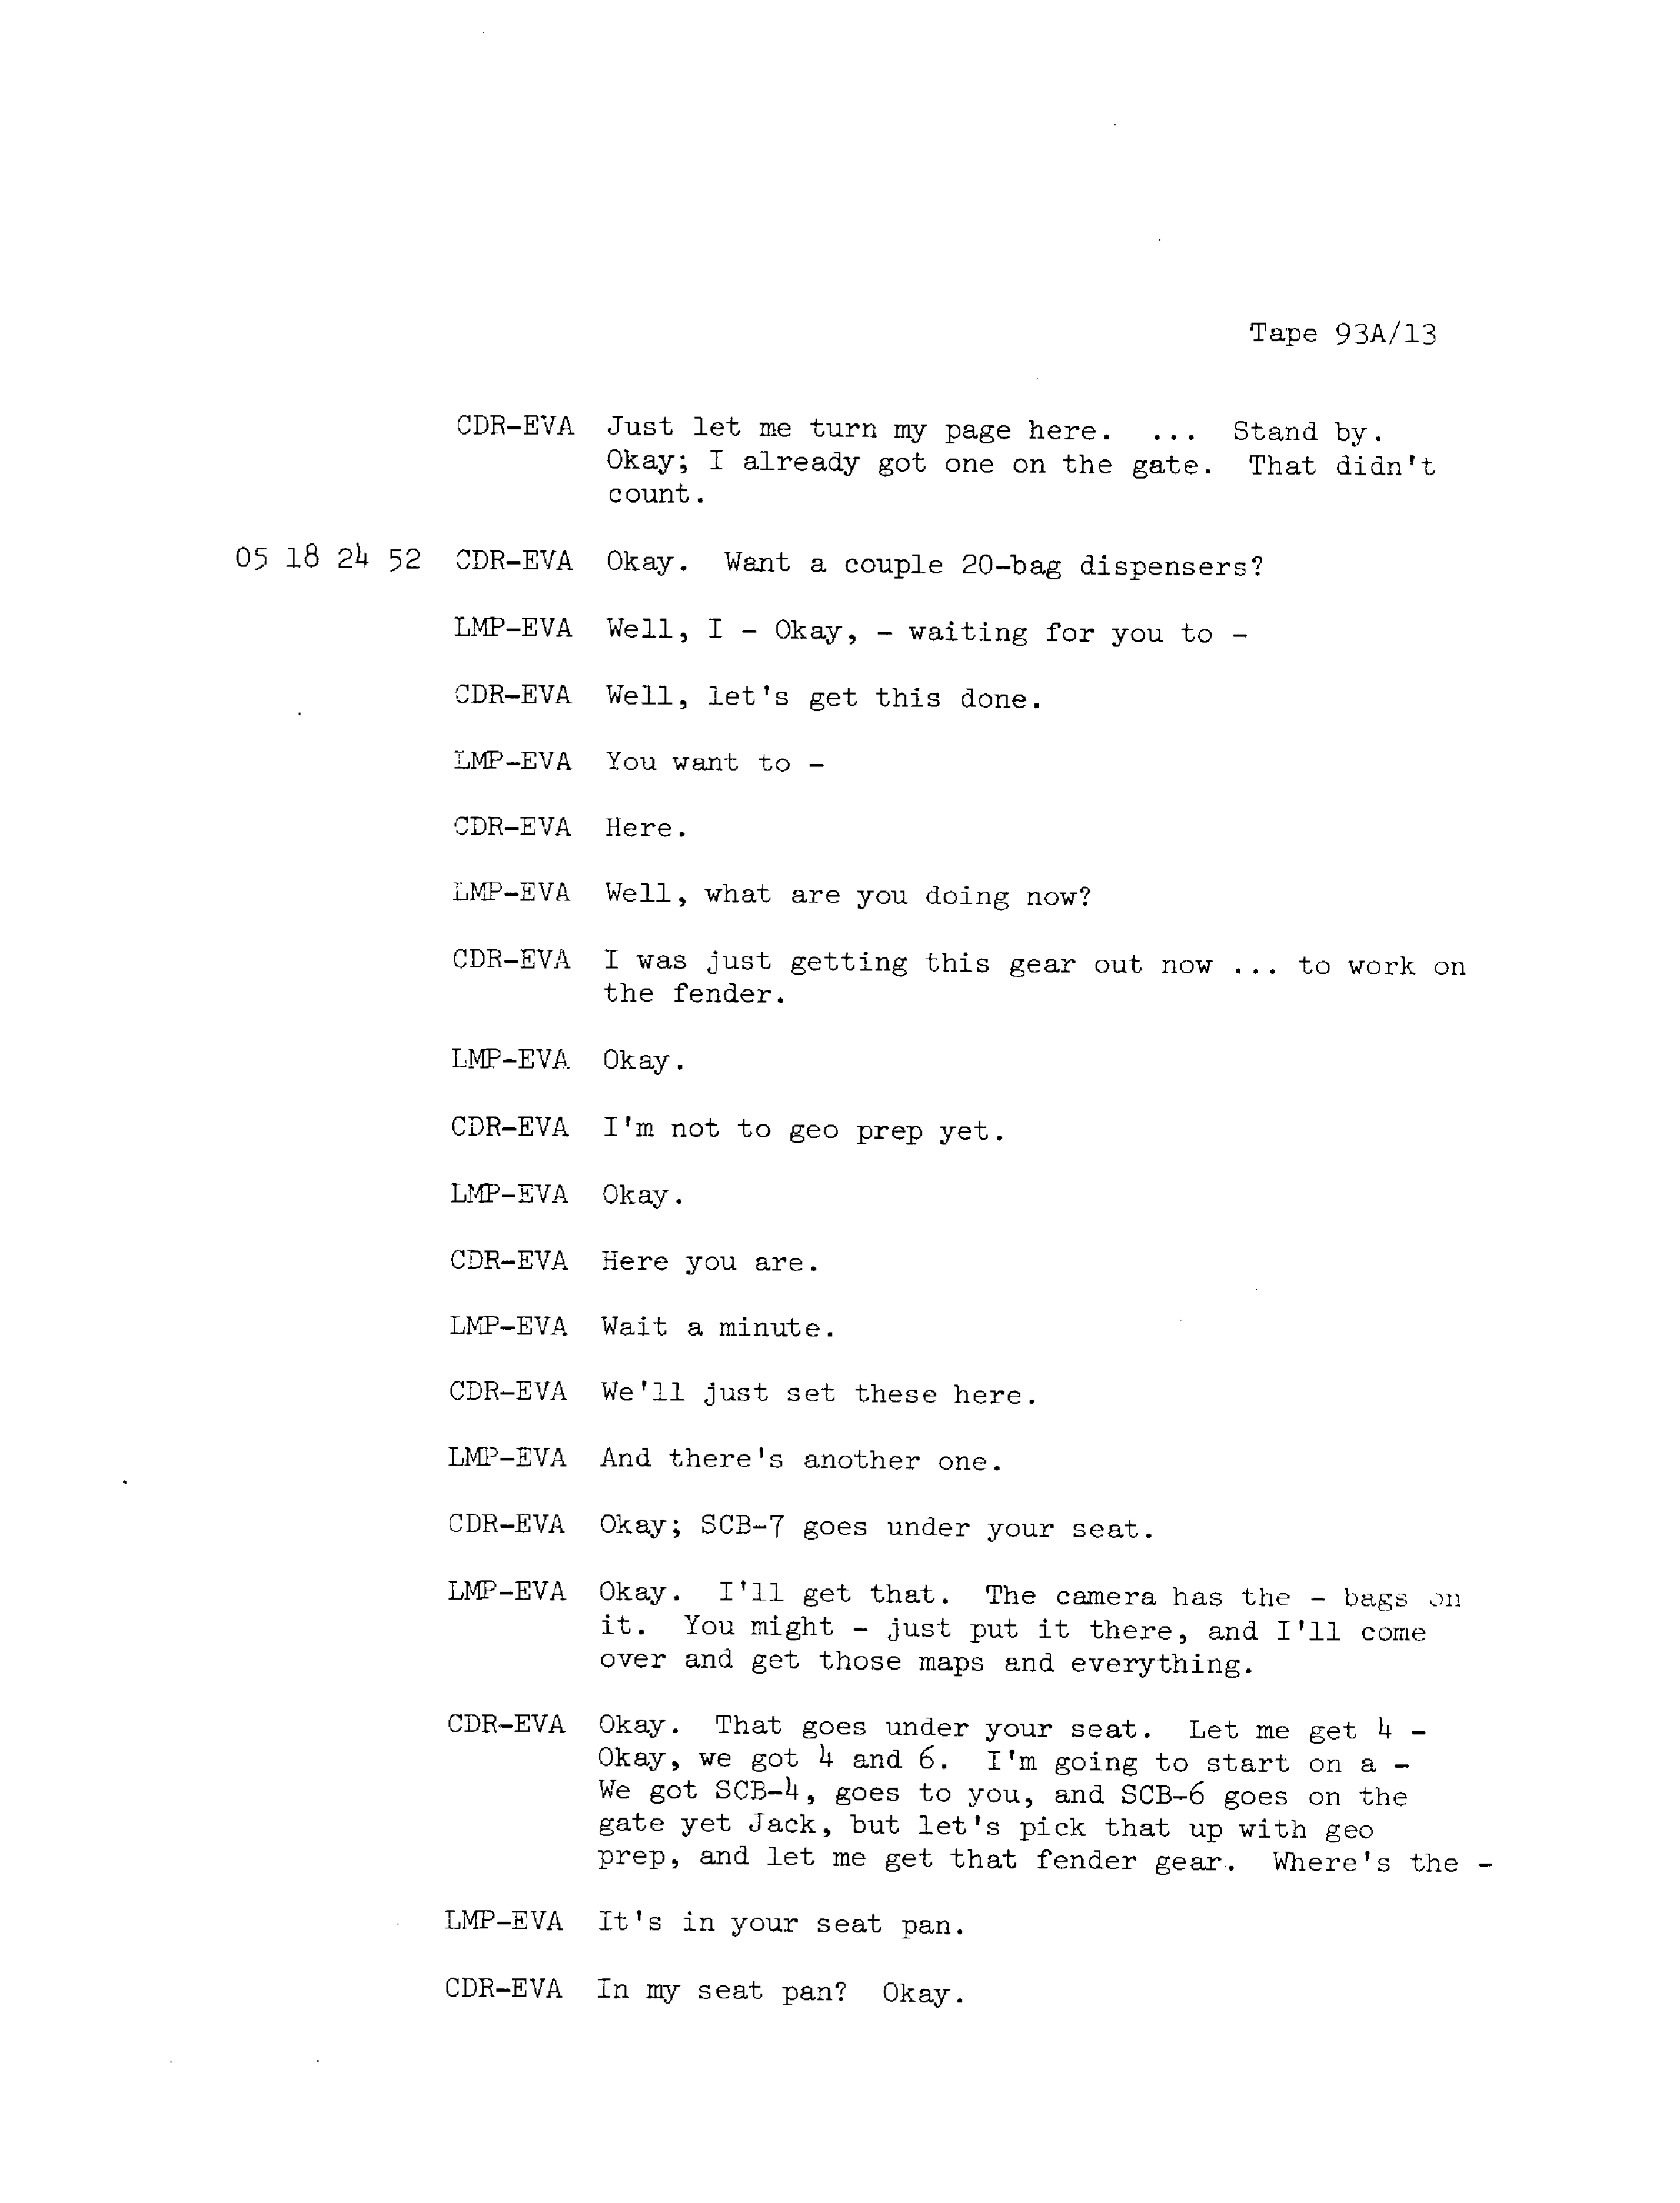 Tape 93A/13
CDR-EVA Just let me turn my page here. ... Stand by.
Okay; I already got one on the gate. That didn't
count.
05 18 24 52 CDR-EVA Okay. Want a couple 20-bag dispensers?
LMP-EVA Well, I - Okay, - waiting for you to -
CDR-EVA Well, let's get this done.
LMP-EVA You want to -
CDR-EVA Here.
LMP-EVA Well, what are you doing now?
CDR-EVA I was just getting this gear out now ... to work on
the fender.
LMP-EVA Okay.
CDR-EVA I'm not to geo prep yet.
LMP-EVA Okay.
CDR-EVA Here you are.
LMP-EVA Wait a minute.
CDR-EVA We'll just set these here.
LMP-EVA And there's another one.
CDR-EVA Okay; SCB-7 goes under your seat.
LMP-EVA Okay. I'll get that. The camera has the - bags on
it. You might - just put it there, and I'll come
over and get those maps and everything.
CDR-EVA Okay. That goes under your seat. Let me get 4 -
Okay, we got 4 and 6. I'm going to start on a -
We got SCB-4, goes to you, and SCB-6 goes on the
gate yet Jack, but let's pick that up with geo
prep, and let me get that fender gear. Where's the -
LMP-EVA It's in your seat pan.
CDR-EVA In my seat pan? Okay.